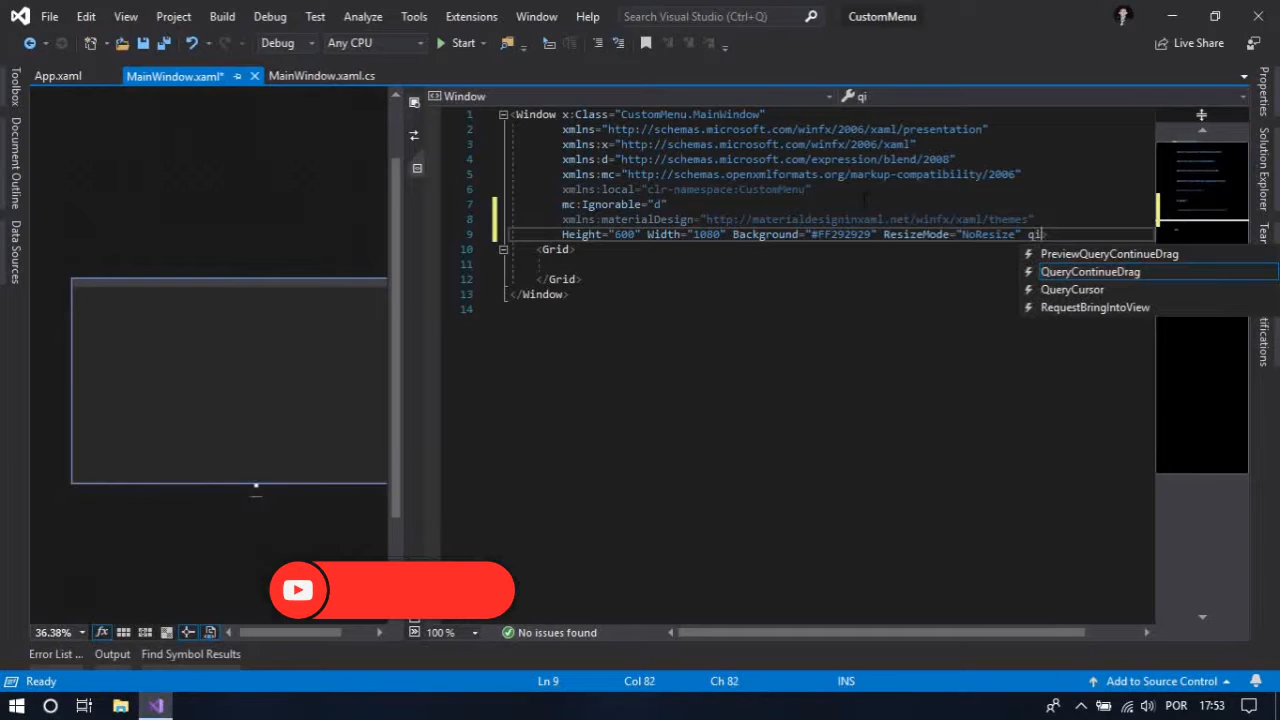 File Edit View Project Build Debug Test Analyze Tools Extensions Window Help Search Visual Studio (Ctrl+Q) CustomMenu
Debug Any CPU Start Live Share
App.xaml MainWindow.xaml* MainWindow.xaml.cs
Toolbox
Document Outline
Data Sources
Window qi
1 <Window x:Class="CustomMenu.MainWindow"
2 xmlns="http://schemas.microsoft.com/winfx/2006/xaml/presentation"
3 xmlns:x="http://schemas.microsoft.com/winfx/2006/xaml"
4 xmlns:d="http://schemas.microsoft.com/expression/blend/2008"
5 xmlns:mc="http://schemas.openxmlformats.org/markup-compatibility/2006"
6 xmlns:local="clr-namespace:CustomMenu"
7 mc:Ignorable="d"
8 xmlns:materialDesign="http://materialdesigninxaml.net/winfx/xaml/themes"
9 Height="600" Width="1080" Background="#FF292929" ResizeMode="NoResize" qi>
10 <Grid>
11
12 </Grid>
13 </Window>
14
PreviewQueryContinueDrag
QueryContinueDrag
QueryCursor
RequestBringIntoView
Properties
Solution Explorer
36.38% fx 100 % No issues found
Error List ... Output Find Symbol Results
Ready Ln 9 Col 82 Ch 82 INS Add to Source Control
POR 17:53